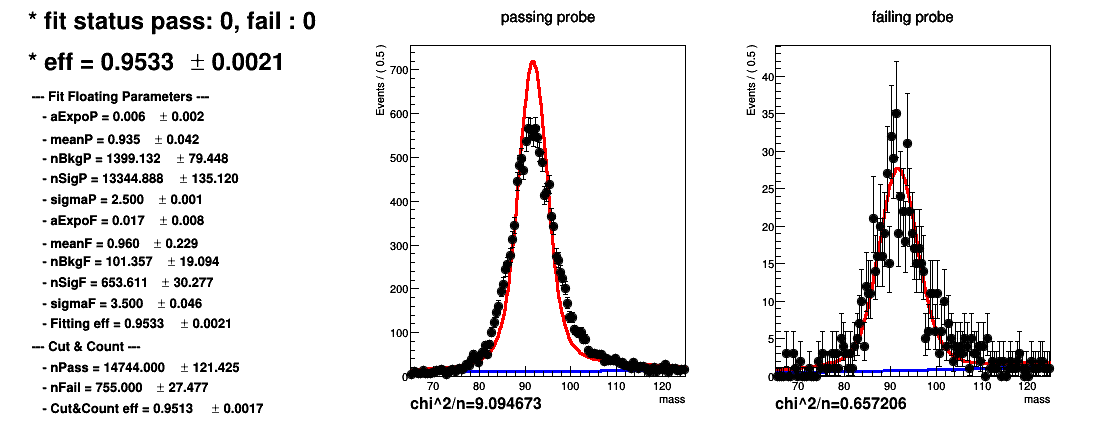 * fit status pass: 0, fail : 0
* eff = 0.9533 ± 0.0021
--- Fit Floating Parameters ---
- aExpoP = 0.006 ± 0.002
- meanP = 0.935 ± 0.042
- nBkgP = 1399.132 ± 79.448
- nSigP = 13344.888 ± 135.120
- sigmaP = 2.500 ± 0.001
- aExpoF = 0.017 ± 0.008
- meanF = 0.960 ± 0.229
- nBkgF = 101.357 ± 19.094
- nSigF = 653.611 ± 30.277
- sigmaF = 3.500 ± 0.046
- Fitting eff = 0.9533 ± 0.0021
--- Cut & Count ---
- nPass = 14744.000 ± 121.425
- nFail = 755.000 ± 27.477
- Cut&Count eff = 0.9513 ± 0.0017
passing probe
Events / ( 0.5 )
700
600
500
400
300
200
100
0
70 80 90 100 110 120
mass
chi^2/n=9.094673
failing probe
Events / ( 0.5 )
40
35
30
25
20
15
10
5
0
70 80 90 100 110 120
mass
chi^2/n=0.657206